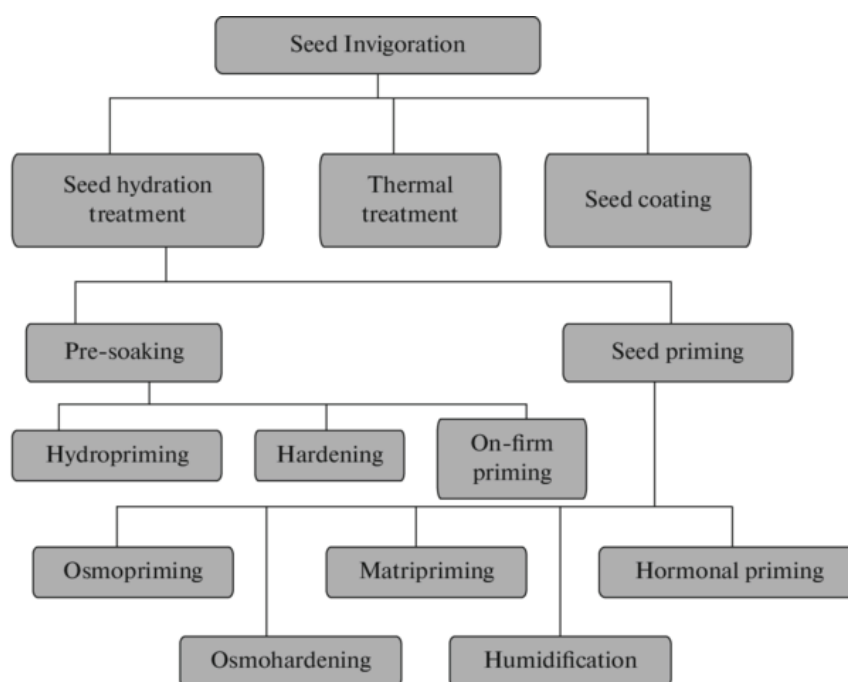 Seed Invigoration
Seed hydration
treatment
Thermal
treatment
Seed coating
Pre-soaking
Seed priming
Hydropriming
Hardening
On-firm
priming
Osmopriming
Matripriming
Hormonal priming
Osmohardening
Humidification